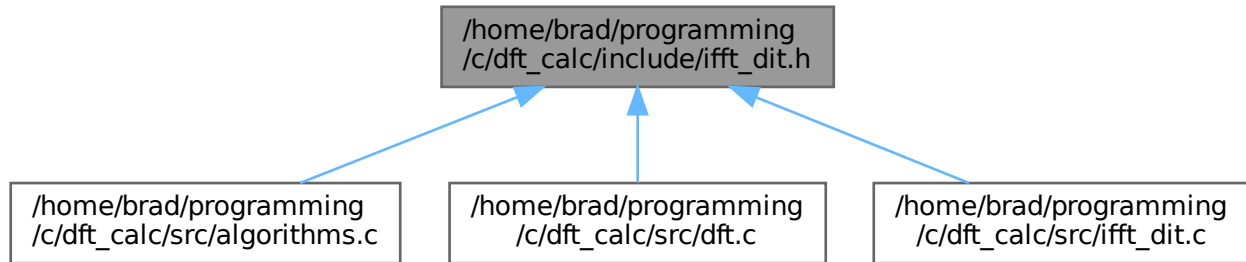 /home/brad/programming
/c/dft_calc/include/ifft_dit.h
/home/brad/programming
/c/dft_calc/src/algorithms.c
/home/brad/programming
/c/dft_calc/src/dft.c
/home/brad/programming
/c/dft_calc/src/ifft_dit.c